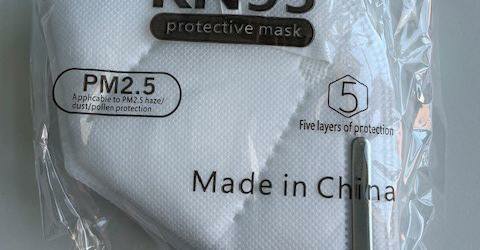 KN95
protective mask
PM2.5
Applicable to PM2.5 haze/
dust/pollen protection
5
Five layers of protection
Made in China